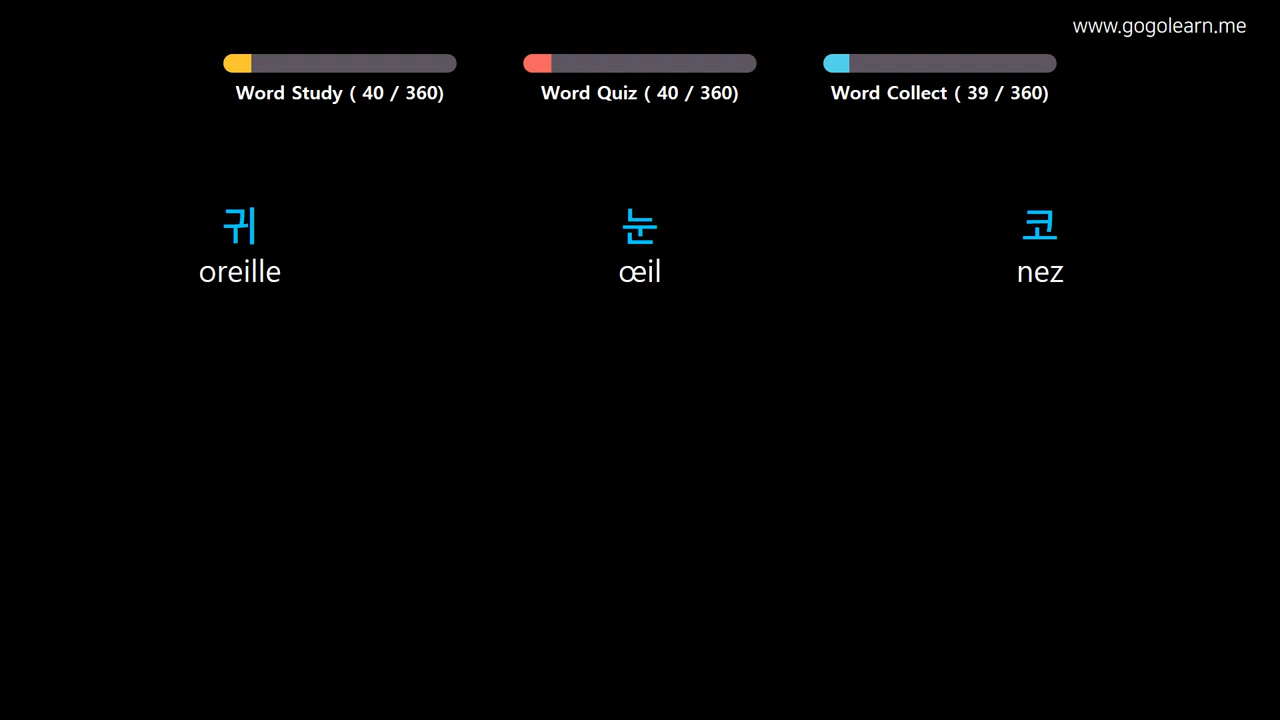 www.gogolearn.me
Word Study ( 40 / 360)
Word Quiz ( 40 / 360)
Word Collect ( 39 / 360)
귀
oreille
눈
œil
코
nez